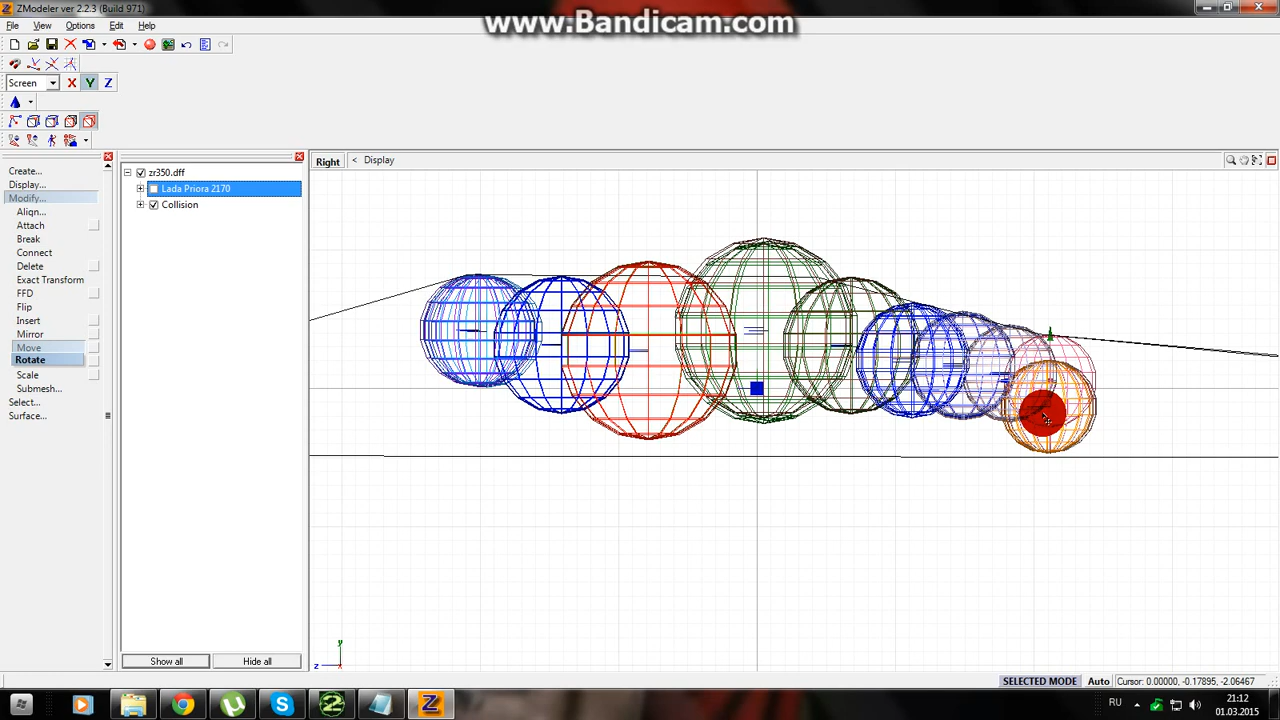 ZModeler ver 2.2.3 (Build 971)
www.Bandicam.com
File View Options Edit Help
Screen X Y Z
Create...
Display...
Modify...
Align...
Attach
Break
Connect
Delete
Exact Transform
FFD
Flip
Insert
Mirror
Move
Rotate
Scale
Submesh...
Select...
Surface...
zr350.dff
Lada Priora 2170
Collision
Show all Hide all
Right < Display
y
z x
SELECTED MODE Auto Cursor: 0.00000, -0.17895, -2.06467
RU 21:12
01.03.2015